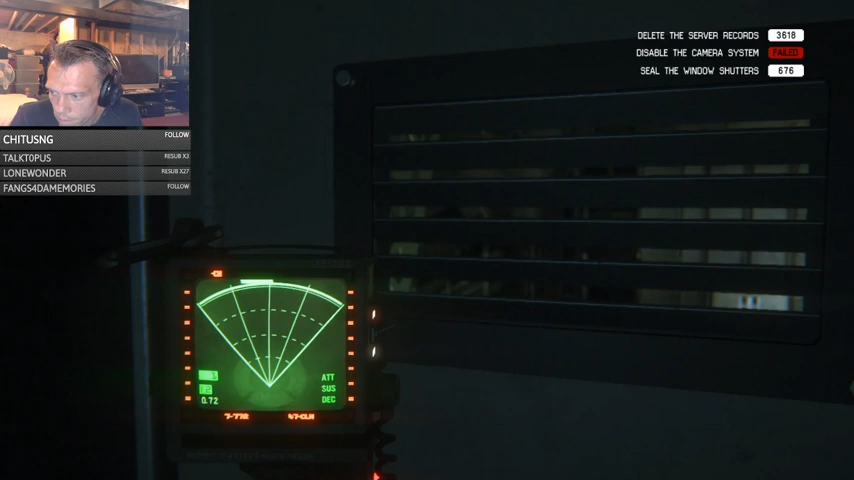 DELETE THE SERVER RECORDS 3618
DISABLE THE CAMERA SYSTEM FAILED
SEAL THE WINDOW SHUTTERS 676
CHITUSNG FOLLOW
TALKT0PUS RESUB X3
LONEWONDER RESUB X27
FANGS4DAMEMORIES FOLLOW
ATT
SUS
0.72 DEC